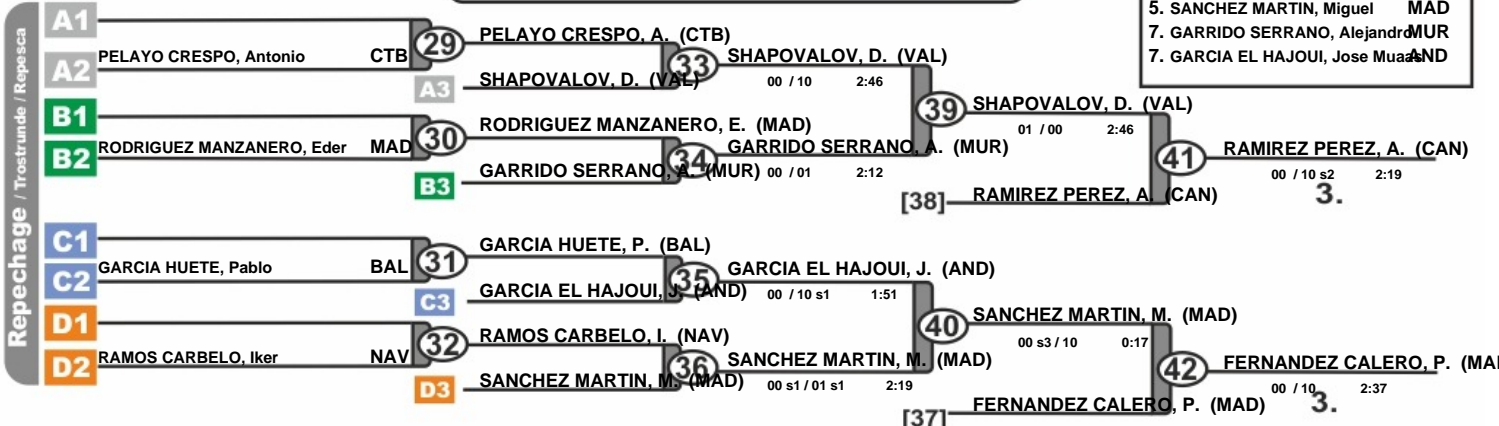 5. SANCHEZ MARTIN, Miguel MAD
7. GARRIDO SERRANO, Alejandro MUR
7. GARCIA EL HAJOUI, Jose Muaas AND
Repechage / Trostrunde / Repesca
A1
PELAYO CRESPO, Antonio CTB
A2
29
PELAYO CRESPO, A. (CTB)
A3
SHAPOVALOV, D. (VAL)
33
SHAPOVALOV, D. (VAL)
00 / 10 2:46
B1
RODRIGUEZ MANZANERO, Eder MAD
B2
30
RODRIGUEZ MANZANERO, E. (MAD)
B3
GARRIDO SERRANO, A. (MUR)
34
GARRIDO SERRANO, A. (MUR)
00 / 01 2:12
39
SHAPOVALOV, D. (VAL)
01 / 00 2:46
[38]
RAMIREZ PEREZ, A. (CAN)
41
RAMIREZ PEREZ, A. (CAN)
00 / 10 s2 2:19
3.
C1
GARCIA HUETE, Pablo BAL
C2
31
GARCIA HUETE, P. (BAL)
C3
GARCIA EL HAJOUI, J. (AND)
35
GARCIA EL HAJOUI, J. (AND)
00 / 10 s1 1:51
D1
RAMOS CARBELO, Iker NAV
D2
32
RAMOS CARBELO, I. (NAV)
D3
SANCHEZ MARTIN, M. (MAD)
36
SANCHEZ MARTIN, M. (MAD)
00 s1 / 01 s1 2:19
40
SANCHEZ MARTIN, M. (MAD)
00 s3 / 10 0:17
[37]
FERNANDEZ CALERO, P. (MAD)
42
FERNANDEZ CALERO, P. (MA
00 / 10 2:37
3.